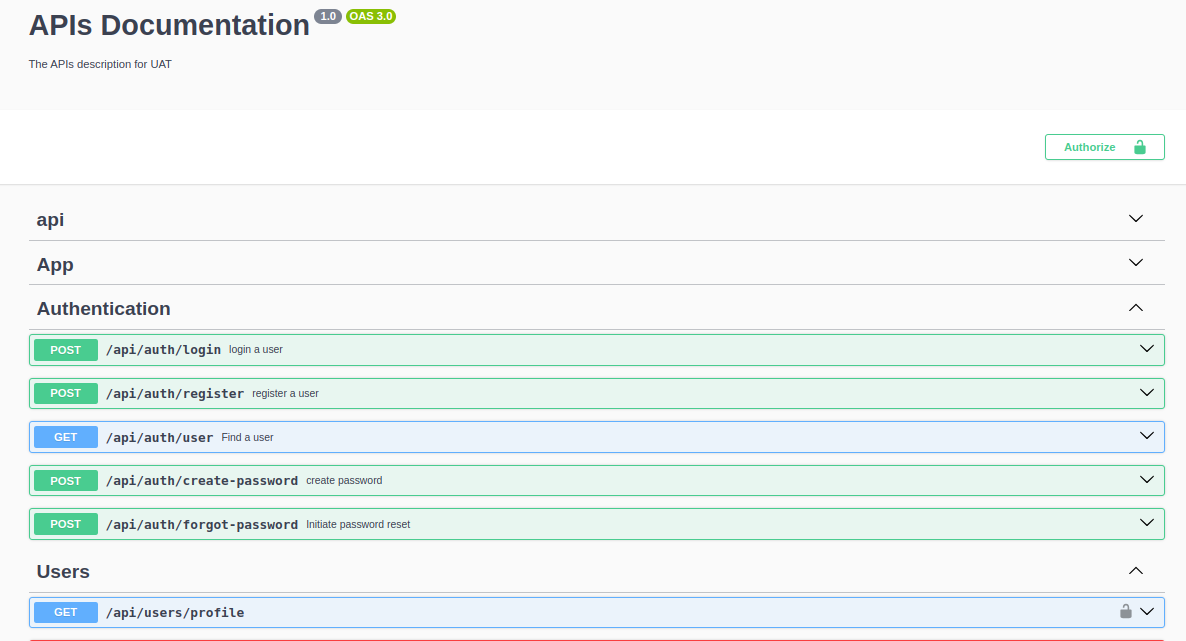 APIs Documentation 1.0 OAS 3.0
The APIs description for UAT
Authorize
api
App
Authentication
POST /api/auth/login login a user
POST /api/auth/register register a user
GET /api/auth/user Find a user
POST /api/auth/create-password create password
POST /api/auth/forgot-password Initiate password reset
Users
GET /api/users/profile